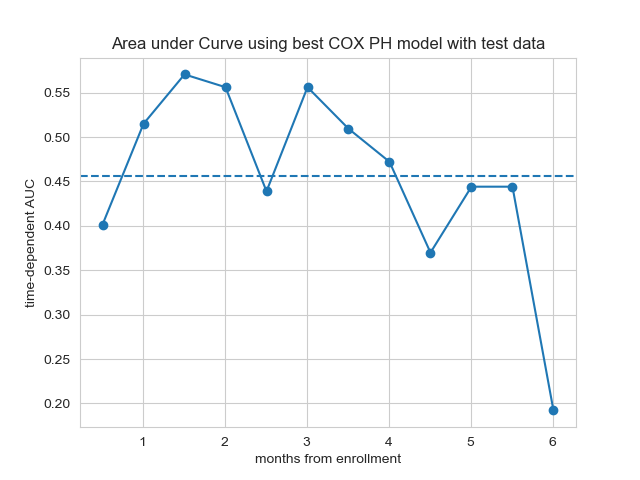 Area under Curve using best COX PH model with test data
time-dependent AUC
0.55
0.50
0.45
0.40
0.35
0.30
0.25
0.20
1 2 3 4 5 6
months from enrollment